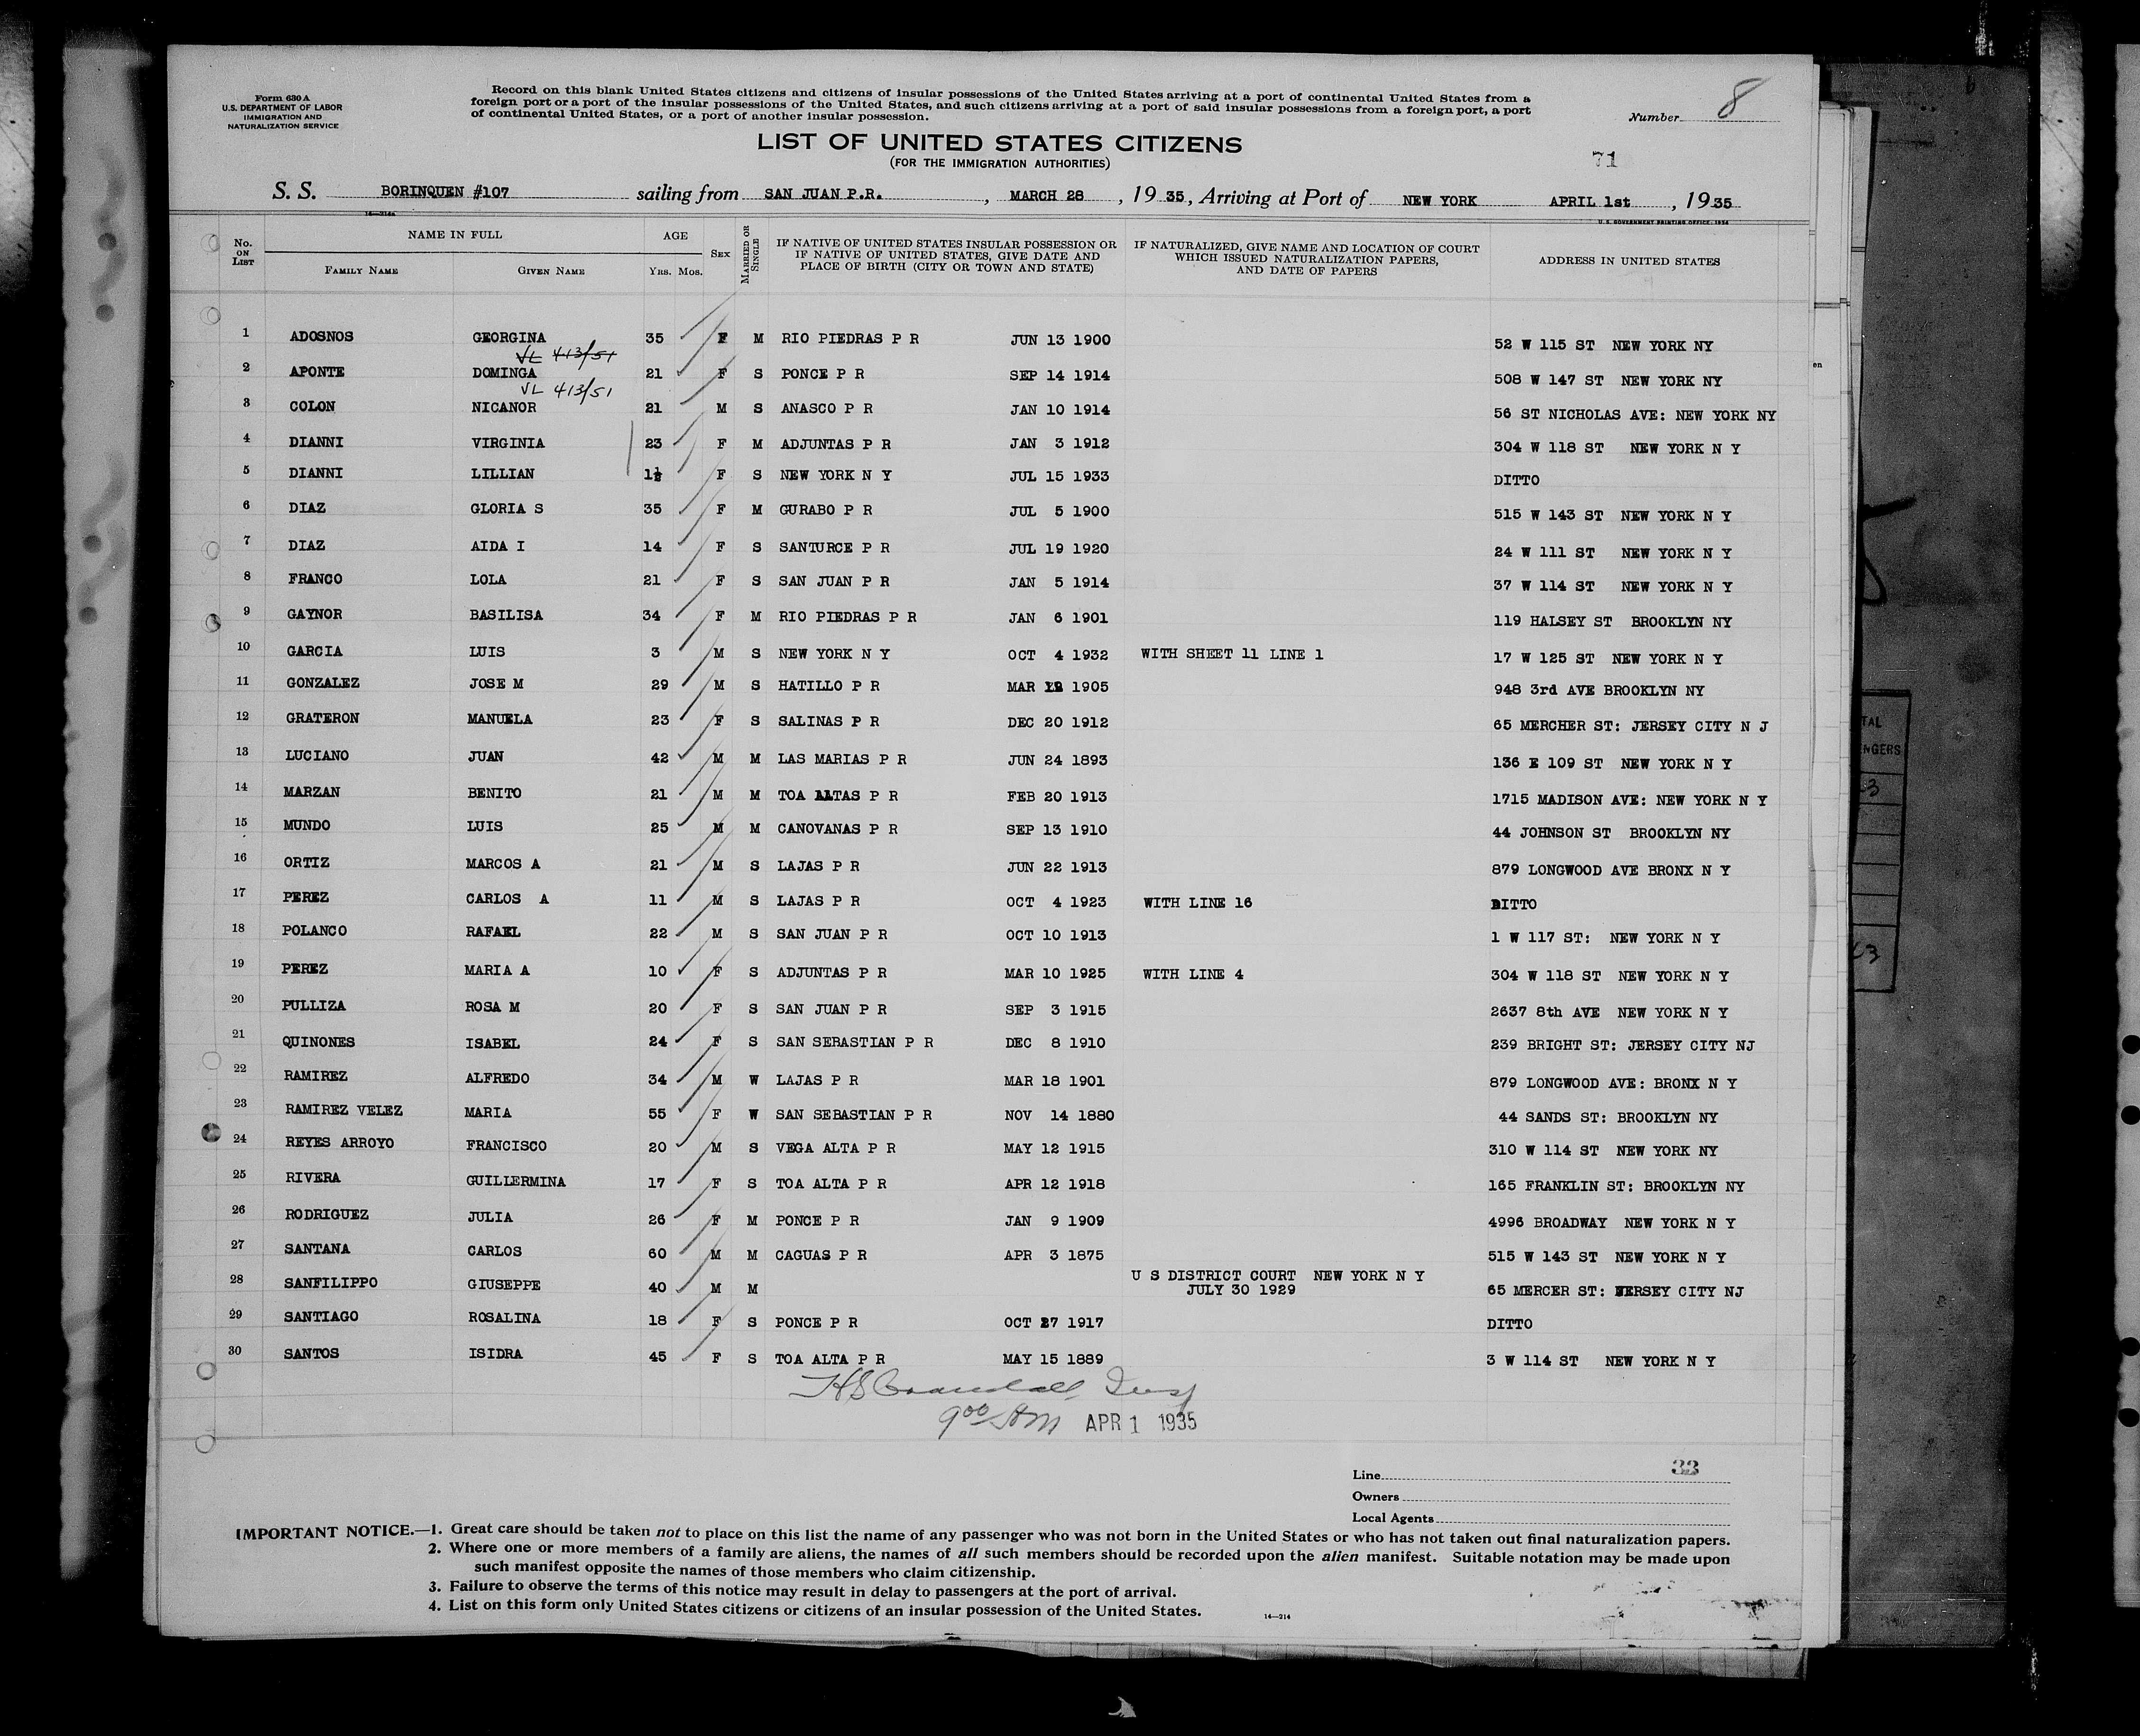 Form 630 A
U.S. DEPARTMENT OF LABOR
IMMIGRATION AND
NATURALIZATION SERVICE
Record on this blank United States citizens and citizens of insular possessions of the United States arriving at a port of continental United States from a
foreign port or a port of the insular possessions of the United States, and such citizens arriving at a port of said insular possessions from a foreign port, a port
of continental United States, or a port of another insular possession.
Number 8
LIST OF UNITED STATES CITIZENS
(FOR THE IMMIGRATION AUTHORITIES)
71
S. S. BORINQUEN #107 sailing from SAN JUAN P.R. , MARCH 28 , 19 35, Arriving at Port of NEW YORK APRIL 1st , 19 35
U.S. GOVERNMENT PRINTING OFFICE: 1934
No. ON LIST NAME IN FULL AGE SEX MARRIED OR SINGLE IF NATIVE OF UNITED STATES INSULAR POSSESSION OR IF NATIVE OF UNITED STATES, GIVE DATE AND PLACE OF BIRTH (CITY OR TOWN AND STATE) IF NATURALIZED, GIVE NAME AND LOCATION OF COURT WHICH ISSUED NATURALIZATION PAPERS, AND DATE OF PAPERS ADDRESS IN UNITED STATES
FAMILY NAME GIVEN NAME YRS. MOS.
1 ADOSNOS GEORGINA 35 F M RIO PIEDRAS P R JUN 13 1900 52 W 115 ST NEW YORK NY
VL 413/51
2 APONTE DOMINGA 21 F S PONCE P R SEP 14 1914 508 W 147 ST NEW YORK NY
VL 413/51
3 COLON NICANOR 21 M S ANASCO P R JAN 10 1914 56 ST NICHOLAS AVE: NEW YORK NY
4 DIANNI VIRGINIA 23 F M ADJUNTAS P R JAN 3 1912 304 W 118 ST NEW YORK N Y
5 DIANNI LILLIAN 1½ F S NEW YORK N Y JUL 15 1933 DITTO
6 DIAZ GLORIA S 35 F M GURABO P R JUL 5 1900 515 W 143 ST NEW YORK N Y
7 DIAZ AIDA I 14 F S SANTURCE P R JUL 19 1920 24 W 111 ST NEW YORK N Y
8 FRANCO LOLA 21 F S SAN JUAN P R JAN 5 1914 37 W 114 ST NEW YORK N Y
9 GAYNOR BASILISA 34 F M RIO PIEDRAS P R JAN 6 1901 119 HALSEY ST BROOKLYN NY
10 GARCIA LUIS 3 M S NEW YORK N Y OCT 4 1932 WITH SHEET 11 LINE 1 17 W 125 ST NEW YORK N Y
11 GONZALEZ JOSE M 29 M S HATILLO P R MAR 1905 948 3rd AVE BROOKLYN NY
12 GRATERON MANUELA 23 F S SALINAS P R DEC 20 1912 65 MERCHER ST: JERSEY CITY N J
13 LUCIANO JUAN 42 M M LAS MARIAS P R JUN 24 1893 136 E 109 ST NEW YORK N Y
14 MARZAN BENITO 21 M M TOA ALTAS P R FEB 20 1913 1715 MADISON AVE: NEW YORK N Y
15 MUNDO LUIS 25 M M CANOVANAS P R SEP 13 1910 44 JOHNSON ST BROOKLYN NY
16 ORTIZ MARCOS A 21 M S LAJAS P R JUN 22 1913 879 LONGWOOD AVE BRONX N Y
17 PEREZ CARLOS A 11 M S LAJAS P R OCT 4 1923 WITH LINE 16 DITTO
18 POLANCO RAFAEL 22 M S SAN JUAN P R OCT 10 1913 1 W 117 ST: NEW YORK N Y
19 PEREZ MARIA A 10 F S ADJUNTAS P R MAR 10 1925 WITH LINE 4 304 W 118 ST NEW YORK N Y
20 PULLIZA ROSA M 20 F S SAN JUAN P R SEP 3 1915 2637 8th AVE NEW YORK N Y
21 QUINONES ISABEL 24 F S SAN SEBASTIAN P R DEC 8 1910 239 BRIGHT ST: JERSEY CITY NJ
22 RAMIREZ ALFREDO 34 M W LAJAS P R MAR 18 1901 879 LONGWOOD AVE: BRONX N Y
23 RAMIREZ VELEZ MARIA 55 F W SAN SEBASTIAN P R NOV 14 1880 44 SANDS ST: BROOKLYN NY
24 REYES ARROYO FRANCISCO 20 M S VEGA ALTA P R MAY 12 1915 310 W 114 ST NEW YORK NY
25 RIVERA GUILLERMINA 17 F S TOA ALTA P R APR 12 1918 165 FRANKLIN ST: BROOKLYN NY
26 RODRIGUEZ JULIA 26 F M PONCE P R JAN 9 1909 4996 BROADWAY NEW YORK N Y
27 SANTANA CARLOS 60 M M CAGUAS P R APR 3 1875 515 W 143 ST NEW YORK N Y
28 SANFILIPPO GIUSEPPE 40 M M U S DISTRICT COURT NEW YORK N Y JULY 30 1929 65 MERCER ST: JERSEY CITY NJ
29 SANTIAGO ROSALINA 18 F S PONCE P R OCT 27 1917 DITTO
30 SANTOS ISIDRA 45 F S TOA ALTA P R MAY 15 1889 3 W 114 ST NEW YORK N Y
HS Crandall Insp
9 00 AM APR 1 1935
Line 33
Owners
Local Agents
IMPORTANT NOTICE.—1. Great care should be taken not to place on this list the name of any passenger who was not born in the United States or who has not taken out final naturalization papers.
2. Where one or more members of a family are aliens, the names of all such members should be recorded upon the alien manifest. Suitable notation may be made upon
such manifest opposite the names of those members who claim citizenship.
3. Failure to observe the terms of this notice may result in delay to passengers at the port of arrival.
4. List on this form only United States citizens or citizens of an insular possession of the United States.
14—214